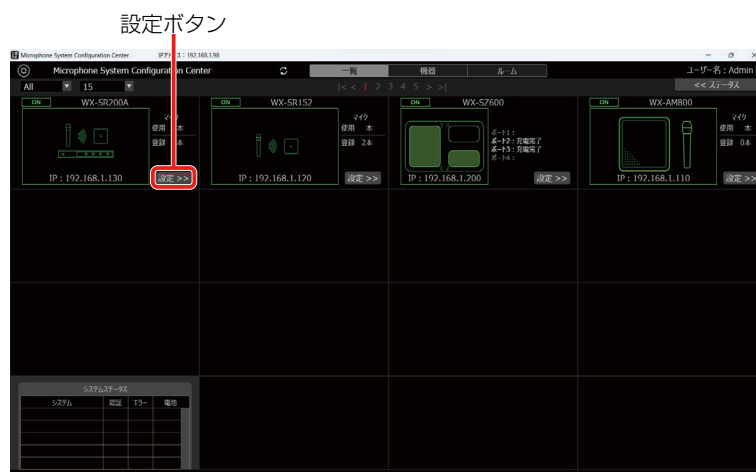 設定ボタン
Microphone System Configuration Center IPアドレス : 192.168.1.98
Microphone System Configuration Center 一覧 機器 ルーム ユーザー名 : Admin
All 15 |< < 1 2 3 4 5 > >| << ステータス
ON WX-SR200A
マイク
使用 本
登録 本
IP : 192.168.1.130 設定 >>
ON WX-SR152
マイク
使用 本
登録 2本
IP : 192.168.1.120 設定 >>
ON WX-SZ600
ポート1 :
ポート2 : 充電完了
ポート3 : 充電完了
ポート4 :
IP : 192.168.1.200 設定 >>
ON WX-AM800
マイク
使用 本
登録 0本
IP : 192.168.1.110 設定 >>
システムステータス
システム 認証 エラー 電池